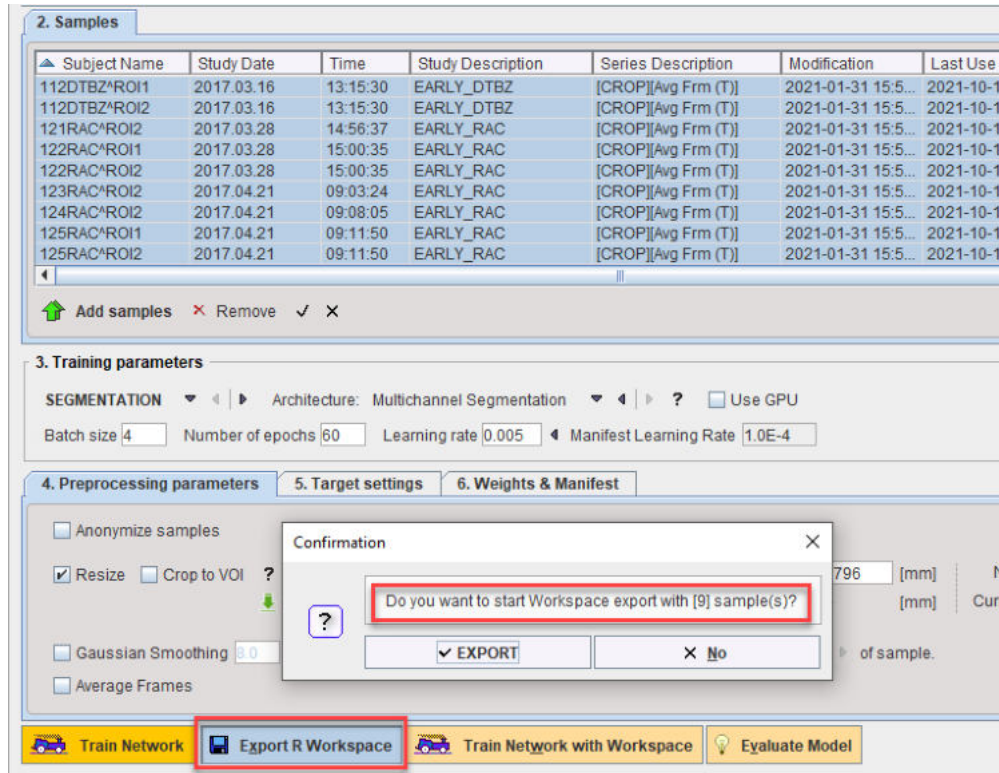 2. Samples
Subject Name Study Date Time Study Description Series Description Modification Last Use
112DTBZ^ROI1 2017.03.16 13:15:30 EARLY_DTBZ [CROP][Avg Frm (T)] 2021-01-31 15:5... 2021-10-1
112DTBZ^ROI2 2017.03.16 13:15:30 EARLY_DTBZ [CROP][Avg Frm (T)] 2021-01-31 15:5... 2021-10-1
121RAC^ROI2 2017.03.28 14:56:37 EARLY_RAC [CROP][Avg Frm (T)] 2021-01-31 15:5... 2021-10-1
122RAC^ROI1 2017.03.28 15:00:35 EARLY_RAC [CROP][Avg Frm (T)] 2021-01-31 15:5... 2021-10-1
122RAC^ROI2 2017.03.28 15:00:35 EARLY_RAC [CROP][Avg Frm (T)] 2021-01-31 15:5... 2021-10-1
123RAC^ROI2 2017.04.21 09:03:24 EARLY_RAC [CROP][Avg Frm (T)] 2021-01-31 15:5... 2021-10-1
124RAC^ROI2 2017.04.21 09:08:05 EARLY_RAC [CROP][Avg Frm (T)] 2021-01-31 15:5... 2021-10-1
125RAC^ROI1 2017.04.21 09:11:50 EARLY_RAC [CROP][Avg Frm (T)] 2021-01-31 15:5... 2021-10-1
125RAC^ROI2 2017.04.21 09:11:50 EARLY_RAC [CROP][Avg Frm (T)] 2021-01-31 15:5... 2021-10-1
Add samples Remove
3. Training parameters
SEGMENTATION Architecture: Multichannel Segmentation ? Use GPU
Batch size 4 Number of epochs 60 Learning rate 0.005 Manifest Learning Rate 1.0E-4
4. Preprocessing parameters 5. Target settings 6. Weights & Manifest
Anonymize samples
Confirmation
Resize Crop to VOI ? 796 [mm] N
Do you want to start Workspace export with [9] sample(s)? [mm] Cur
?
Gaussian Smoothing 8.0 EXPORT No of sample.
Average Frames
Train Network Export R Workspace Train Network with Workspace Evaluate Model